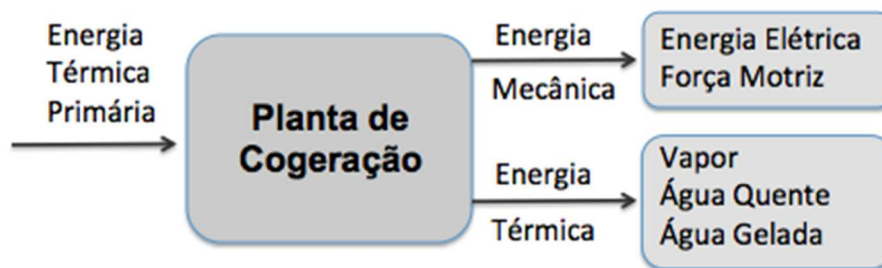 Energia
Térmica
Primária
Planta de
Cogeração
Energia
Mecânica
Energia Elétrica
Força Motriz
Energia
Térmica
Vapor
Água Quente
Água Gelada